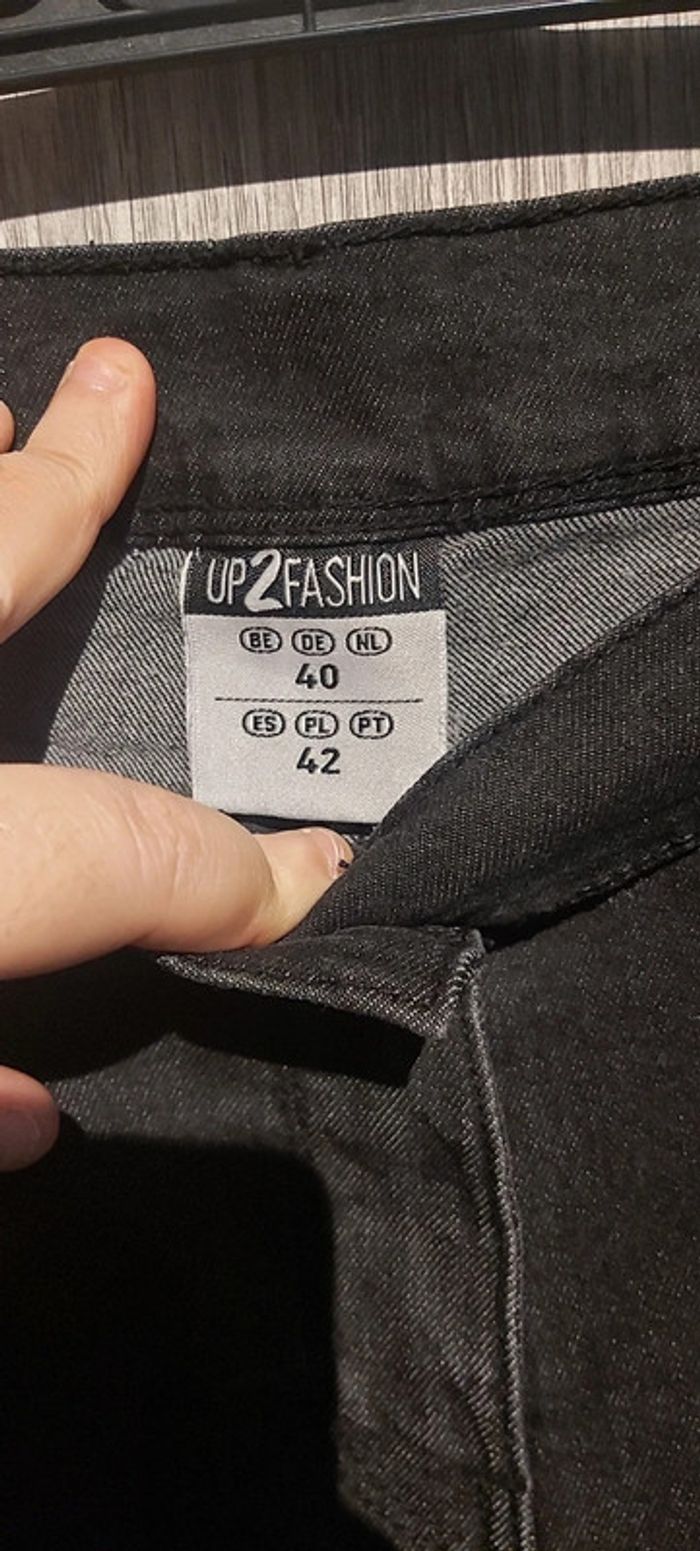 UP2FASHION
BE DE NL
40
ES PL PT
42